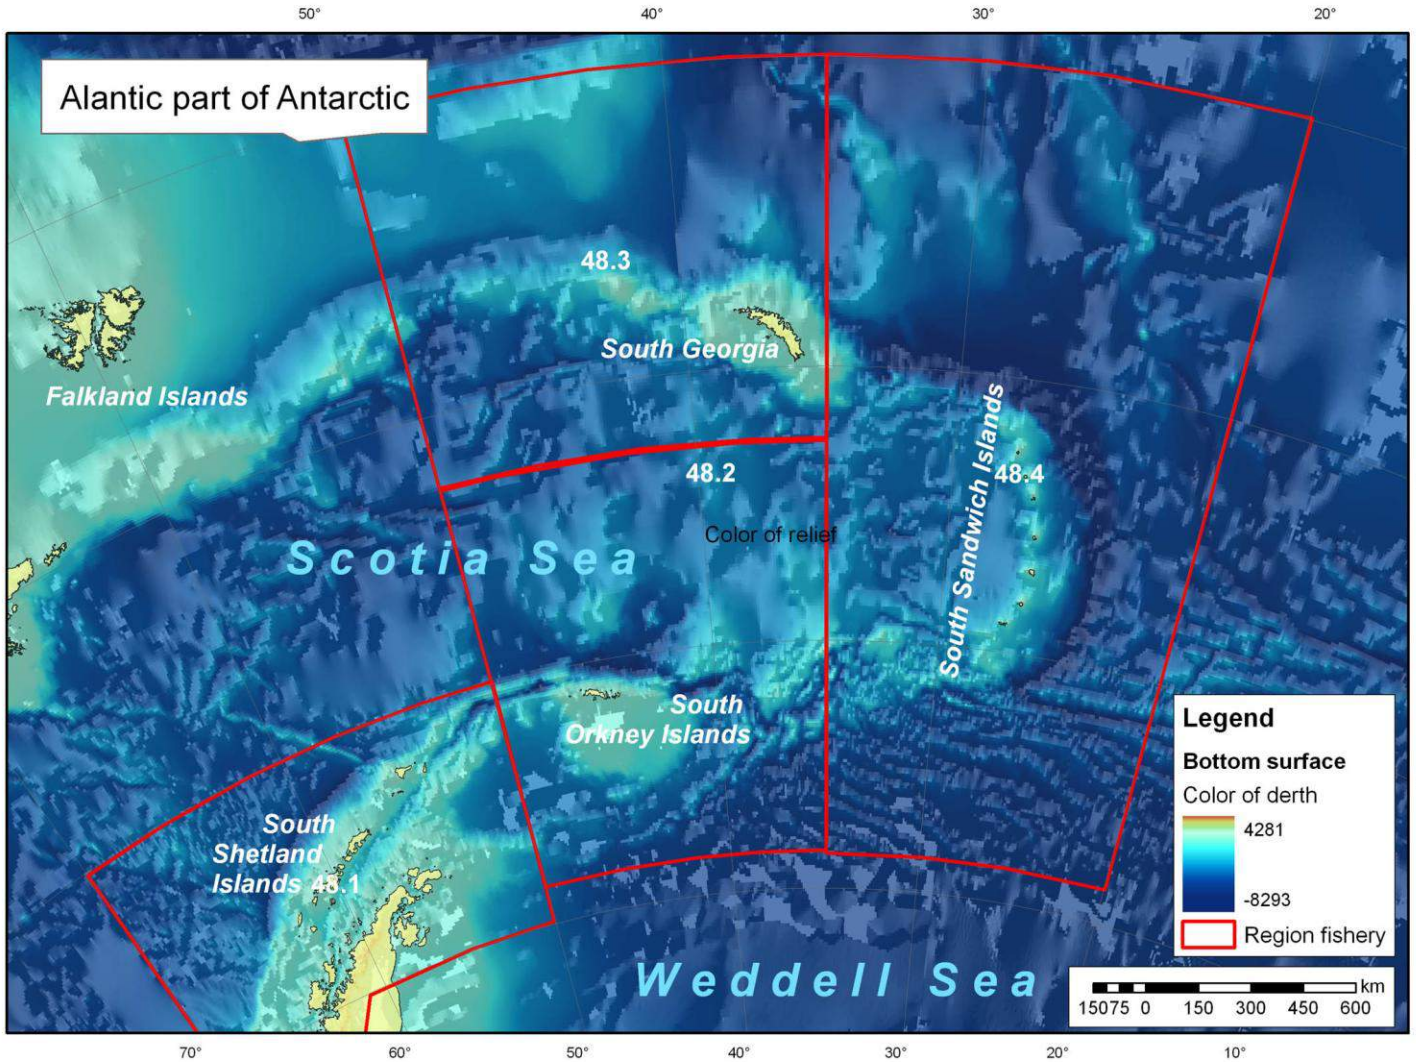 50° 40° 30° 20°
Alantic part of Antarctic
48.3
South Georgia
Falkland Islands
South Sandwich Islands
48.4
48.2
Color of relief
Scotia Sea
South
Orkney Islands
South
Shetland
Islands 48.1
Weddell Sea
Legend
Bottom surface
Color of derth
4281
-8293
Region fishery
km
15075 0 150 300 450 600
70° 60° 50° 40° 30° 20° 10°